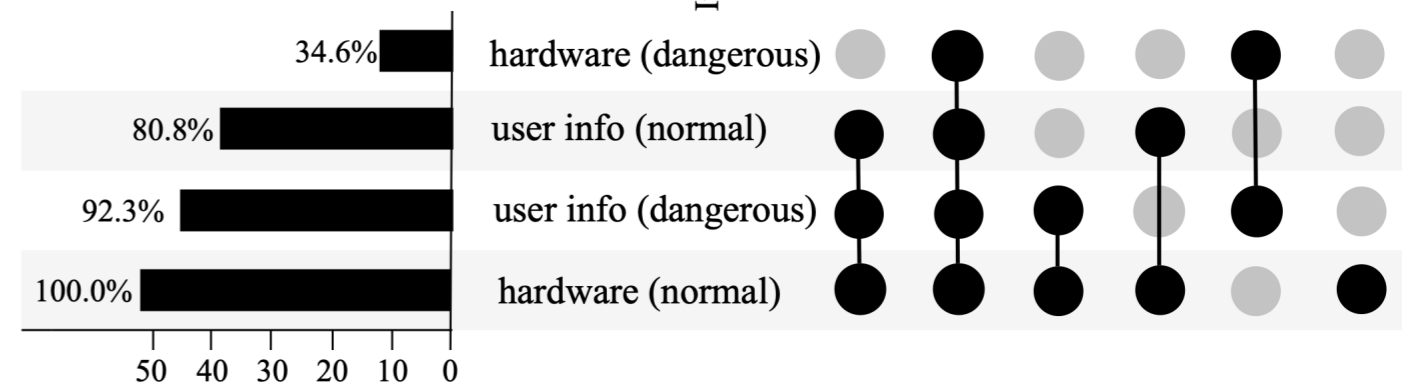 34.6% hardware (dangerous)
80.8% user info (normal)
92.3% user info (dangerous)
100.0% hardware (normal)
50 40 30 20 10 0